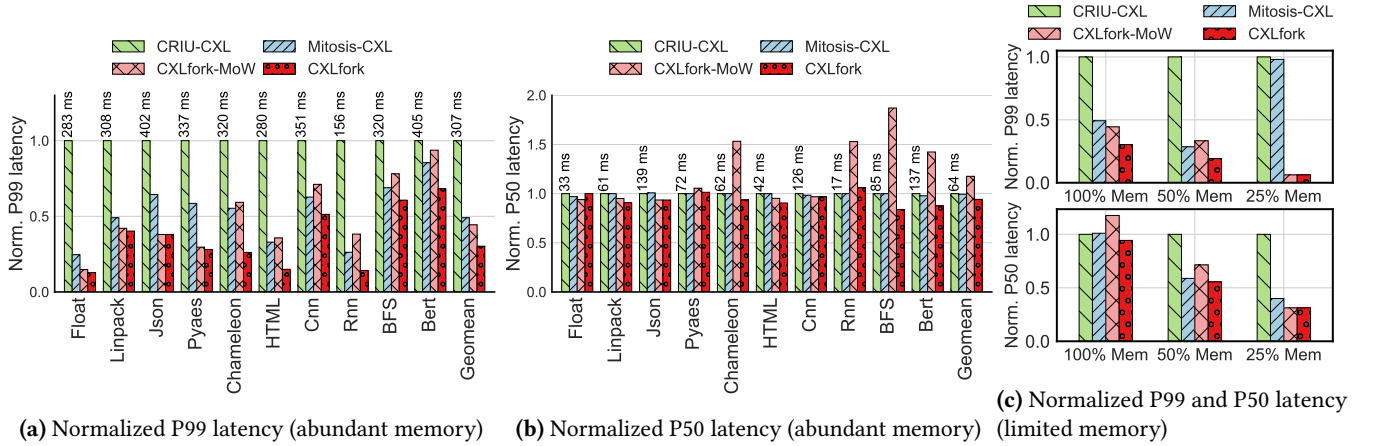 CRIU-CXL
Mitosis-CXL
CXLfork-MoW
CXLfork
Norm. P99 latency
1.0
0.5
0.0
283 ms
308 ms
402 ms
337 ms
320 ms
280 ms
351 ms
156 ms
320 ms
405 ms
307 ms
Float
Linpack
Json
Pyaes
Chameleon
HTML
Cnn
Rnn
BFS
Bert
Geomean
(a) Normalized P99 latency (abundant memory)
CRIU-CXL
Mitosis-CXL
CXLfork-MoW
CXLfork
Norm. P50 latency
2.0
1.5
1.0
0.5
0.0
33 ms
61 ms
139 ms
72 ms
62 ms
42 ms
126 ms
17 ms
85 ms
137 ms
64 ms
Float
Linpack
Json
Pyaes
Chameleon
HTML
Cnn
Rnn
BFS
Bert
Geomean
(b) Normalized P50 latency (abundant memory)
CRIU-CXL
Mitosis-CXL
CXLfork-MoW
CXLfork
Norm. P99 latency
1.0
0.5
0.0
100% Mem
50% Mem
25% Mem
Norm. P50 latency
1.0
0.5
0.0
100% Mem
50% Mem
25% Mem
(c) Normalized P99 and P50 latency
(limited memory)